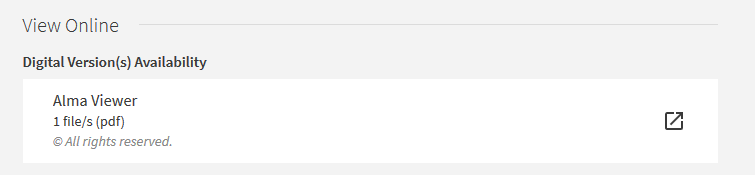 View Online
Digital Version(s) Availability
Alma Viewer
1 file/s (pdf)
© All rights reserved.